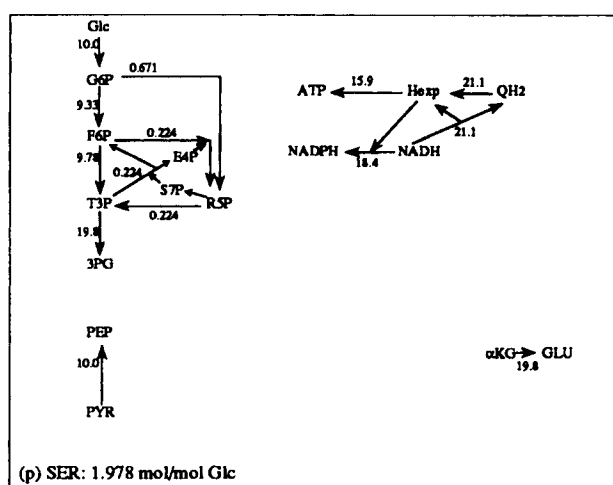 Glc
10.0
G6P
0.671
9.33
F6P
0.224
9.78
E4P
0.224
S7P
T3P
R5P
0.224
19.8
3PG
PEP
10.0
PYR
ATP
15.9
Hexp
21.1
QH2
21.1
NADPH
18.4
NADH
αKG
GLU
19.8
(p) SER: 1.978 mol/mol Glc